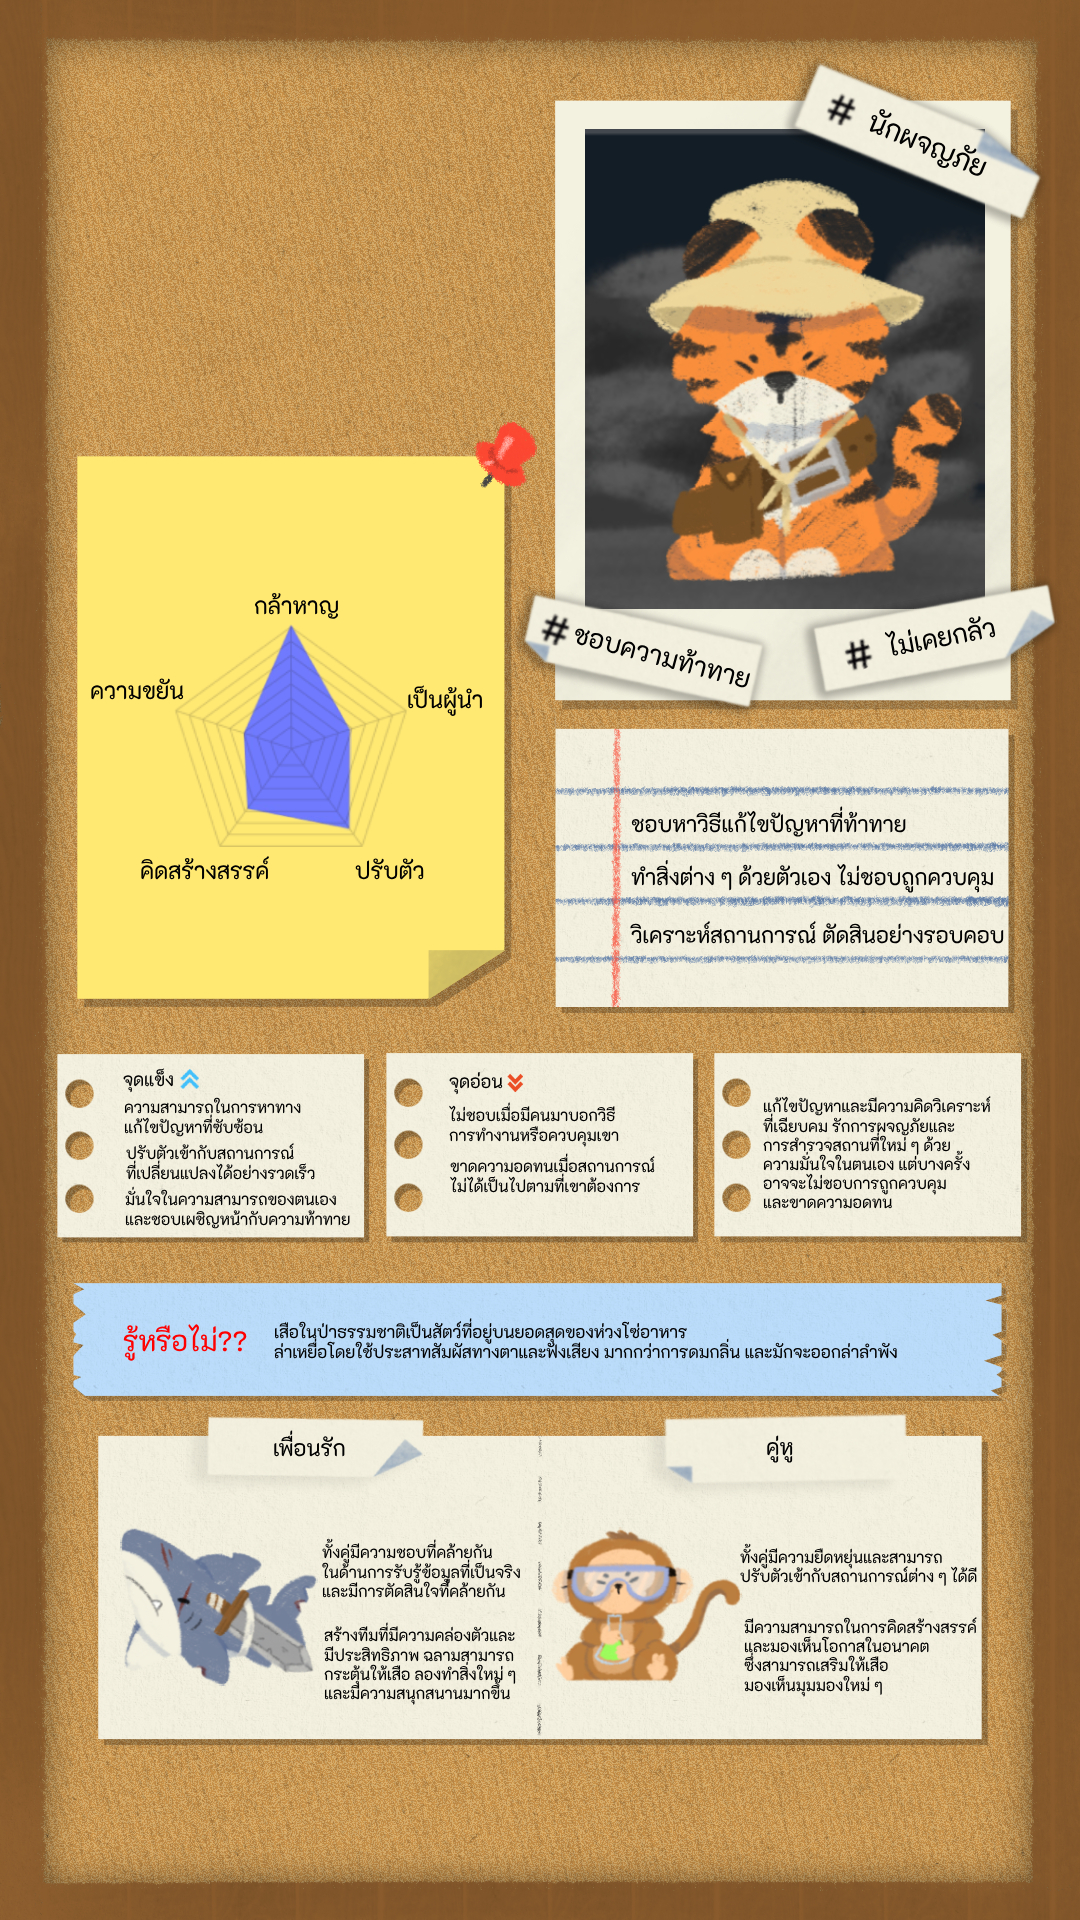 # นักผจญภัย
# ชอบความท้าทาย
# ไม่เคยกลัว
กล้าหาญ
ความขยัน
เป็นผู้นำ
คิดสร้างสรรค์
ปรับตัว
ชอบหาวิธีแก้ไขปัญหาที่ท้าทาย
ทำสิ่งต่าง ๆ ด้วยตัวเอง ไม่ชอบถูกควบคุม
วิเคราะห์สถานการณ์ ตัดสินอย่างรอบคอบ
จุดแข็ง
ความสามารถในการหาทาง
แก้ไขปัญหาที่ซับซ้อน
ปรับตัวเข้ากับสถานการณ์
ที่เปลี่ยนแปลงได้อย่างรวดเร็ว
มั่นใจในความสามารถของตนเอง
และชอบเผชิญหน้ากับความท้าทาย
จุดอ่อน
ไม่ชอบเมื่อมีคนมาบอกวิธี
การทำงานหรือควบคุมเขา
ขาดความอดทนเมื่อสถานการณ์
ไม่ได้เป็นไปตามที่เขาต้องการ
แก้ไขปัญหาและมีความคิดวิเคราะห์
ที่เฉียบคม รักการผจญภัยและ
การสำรวจสถานที่ใหม่ ๆ ด้วย
ความมั่นใจในตนเอง แต่บางครั้ง
อาจจะไม่ชอบการถูกควบคุม
และขาดความอดทน
รู้หรือไม่??
เสือในป่าธรรมชาติเป็นสัตว์ที่อยู่บนยอดสุดของห่วงโซ่อาหาร
ล่าเหยื่อโดยใช้ประสาทสัมผัสทางตาและฟังเสียง มากกว่าการดมกลิ่น และมักจะออกล่าลำพัง
เพื่อนรัก
ทั้งคู่มีความชอบที่คล้ายกัน
ในด้านการรับรู้ข้อมูลที่เป็นจริง
และมีการตัดสินใจที่คล้ายกัน
สร้างทีมที่มีความคล่องตัวและ
มีประสิทธิภาพ ฉลามสามารถ
กระตุ้นให้เสือ ลองทำสิ่งใหม่ ๆ
และมีความสนุกสนานมากขึ้น
คู่หู
ทั้งคู่มีความยืดหยุ่นและสามารถ
ปรับตัวเข้ากับสถานการณ์ต่าง ๆ ได้ดี
มีความสามารถในการคิดสร้างสรรค์
และมองเห็นโอกาสในอนาคต
ซึ่งสามารถเสริมให้เสือ
มองเห็นมุมมองใหม่ ๆ